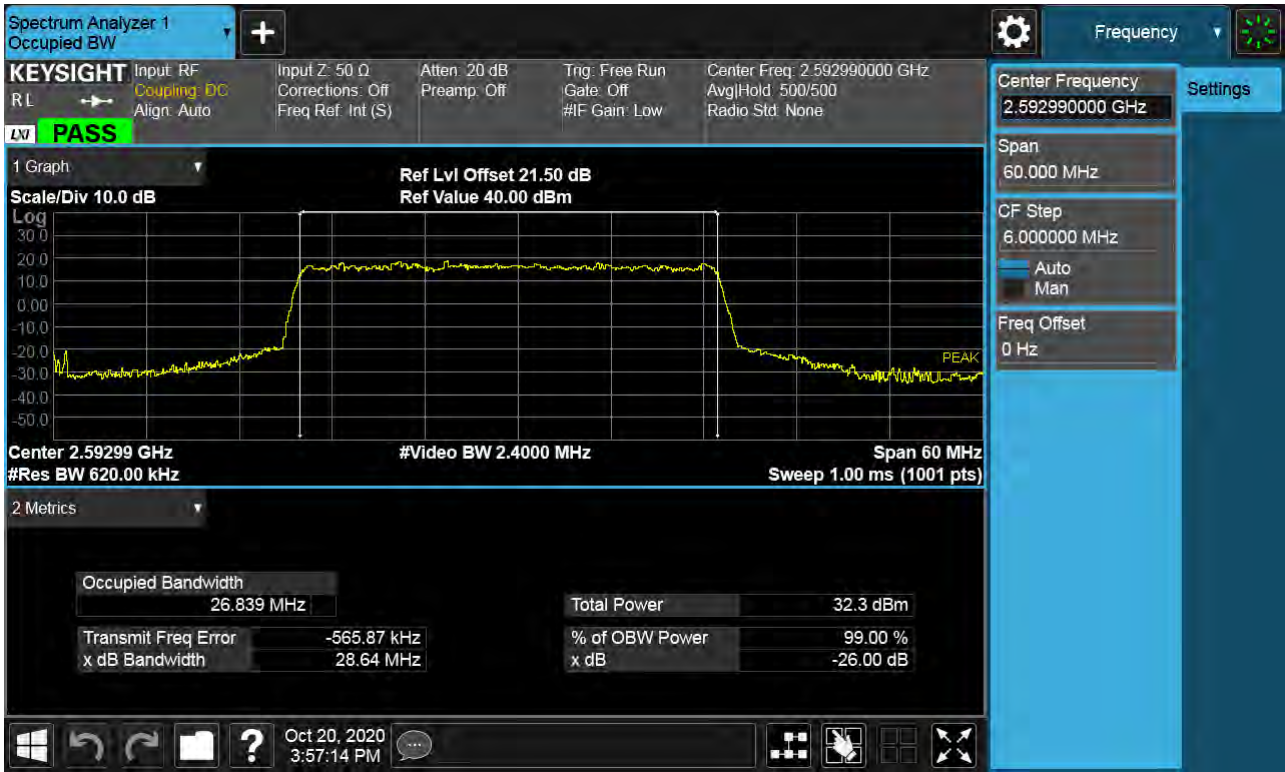 Spectrum Analyzer 1
Occupied BW
+
Frequency
KEYSIGHT
RL
LXI
PASS
Input: RF
Coupling: DC
Align: Auto
Input Z: 50 Ω
Corrections: Off
Freq Ref: Int (S)
Atten: 20 dB
Preamp: Off
Trig: Free Run
Gate: Off
#IF Gain: Low
Center Freq: 2.592990000 GHz
Avg|Hold: 500/500
Radio Std: None
1 Graph
Scale/Div 10.0 dB
Ref Lvl Offset 21.50 dB
Ref Value 40.00 dBm
Log
30.0
20.0
10.0
0.00
-10.0
-20.0
-30.0
-40.0
-50.0
PEAK
Center 2.59299 GHz
#Video BW 2.4000 MHz
Span 60 MHz
#Res BW 620.00 kHz
Sweep 1.00 ms (1001 pts)
2 Metrics
Occupied Bandwidth
26.839 MHz
Transmit Freq Error -565.87 kHz
x dB Bandwidth 28.64 MHz
Total Power 32.3 dBm
% of OBW Power 99.00 %
x dB -26.00 dB
Center Frequency
2.592990000 GHz
Settings
Span
60.000 MHz
CF Step
6.000000 MHz
Auto
Man
Freq Offset
0 Hz
?
Oct 20, 2020
3:57:14 PM